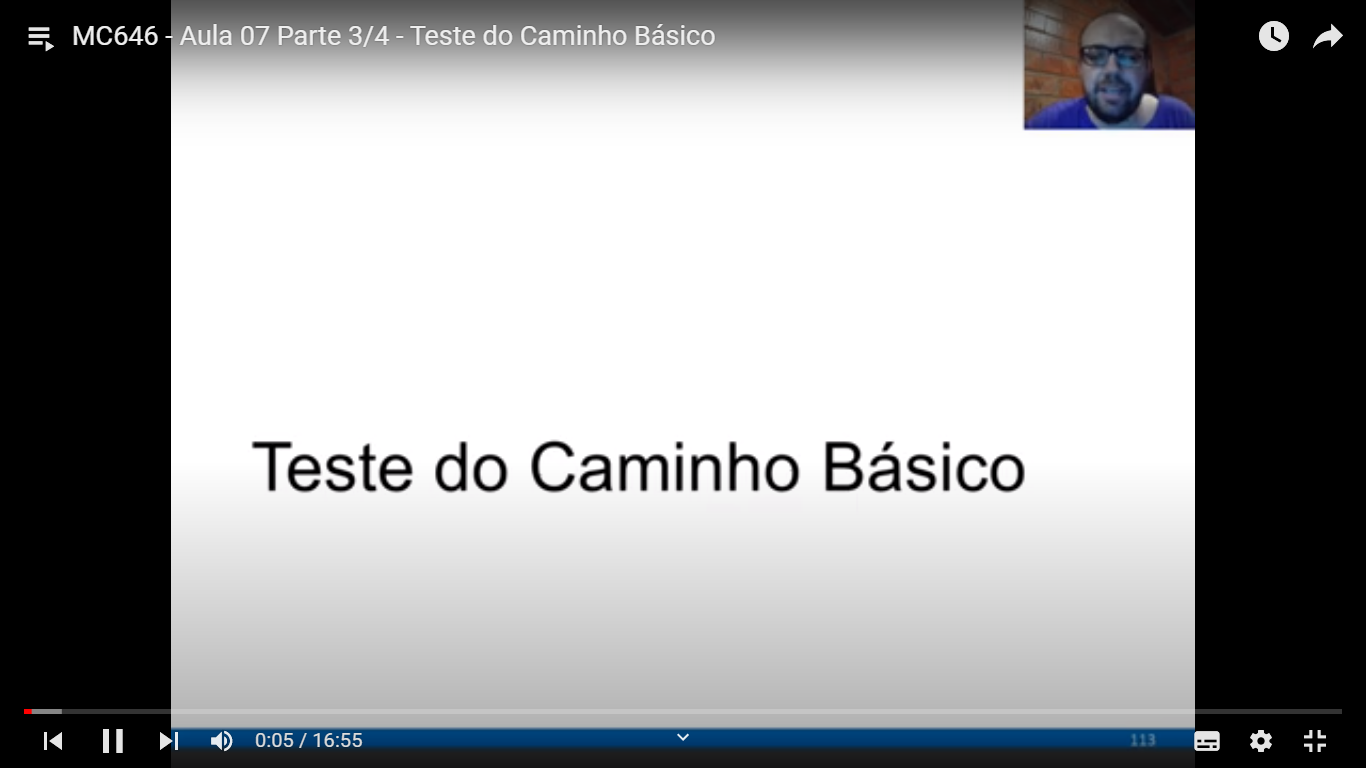 MC646 - Aula 07 Parte 3/4 - Teste do Caminho Básico
Teste do Caminho Básico
0:05 / 16:55
113